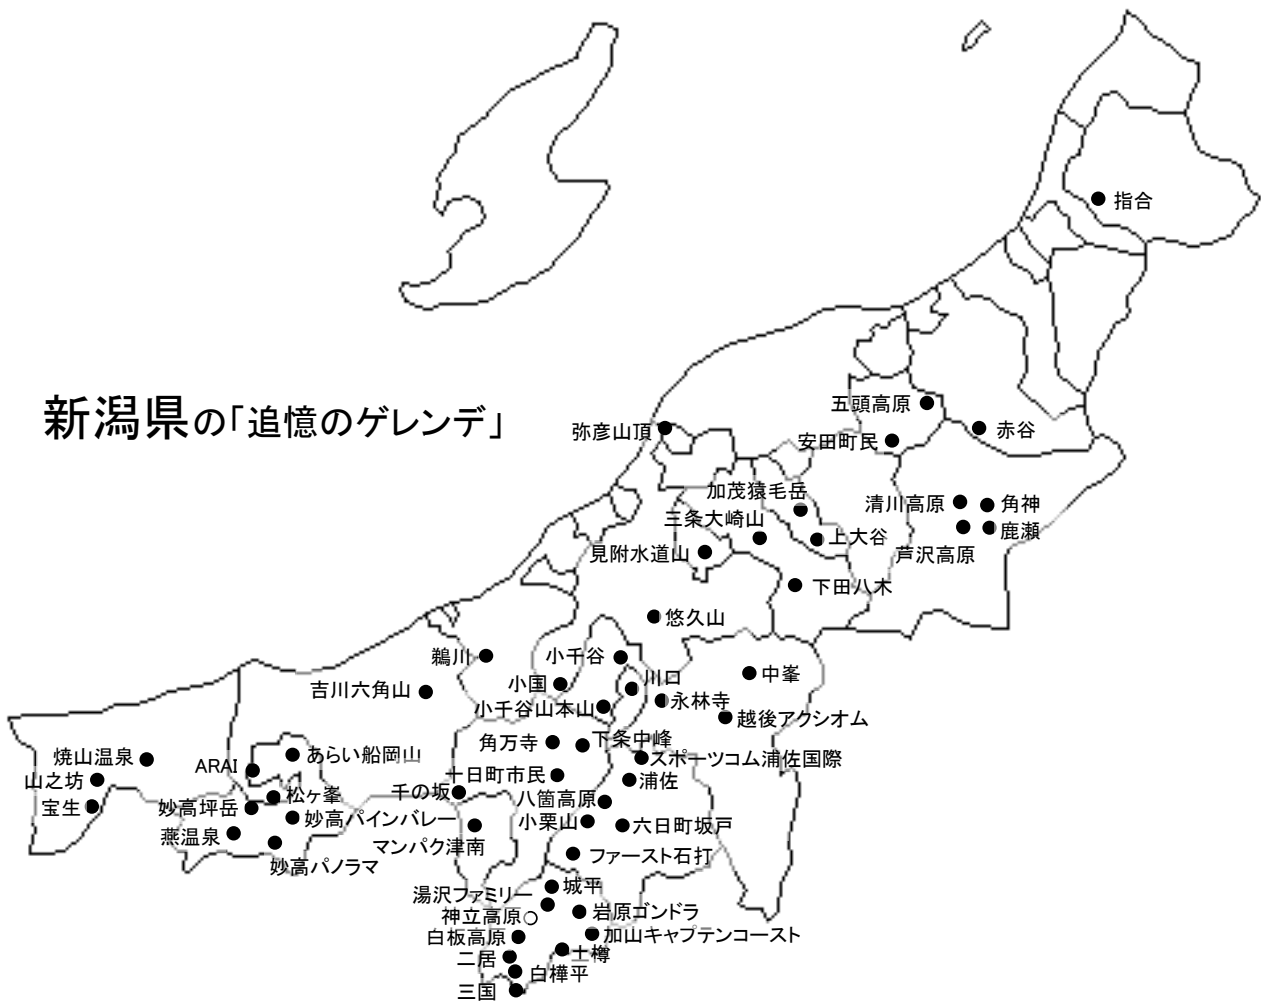 指合
新潟県の「追憶のゲレンデ」
五頭高原
弥彦山頂
赤谷
安田町民
加茂猿毛岳
清川高原
角神
三条大崎山
鹿瀬
上大谷
見附水道山
芦沢高原
下田八木
悠久山
鵜川
小千谷
中峯
川口
小国
吉川六角山
永林寺
小千谷山本山
越後アクシオム
角万寺
下条中峰
あらい船岡山
焼山温泉
スポーツコム浦佐国際
ARAI
十日町市民
山之坊
浦佐
千の坂
松ヶ峯
八箇高原
宝生
妙高坪岳
妙高パインバレー
小栗山
六日町坂戸
燕温泉
マンパク津南
ファースト石打
妙高パノラマ
城平
湯沢ファミリー
岩原ゴンドラ
神立高原
白板高原
加山キャプテンコースト
土樽
二居
白樺平
三国